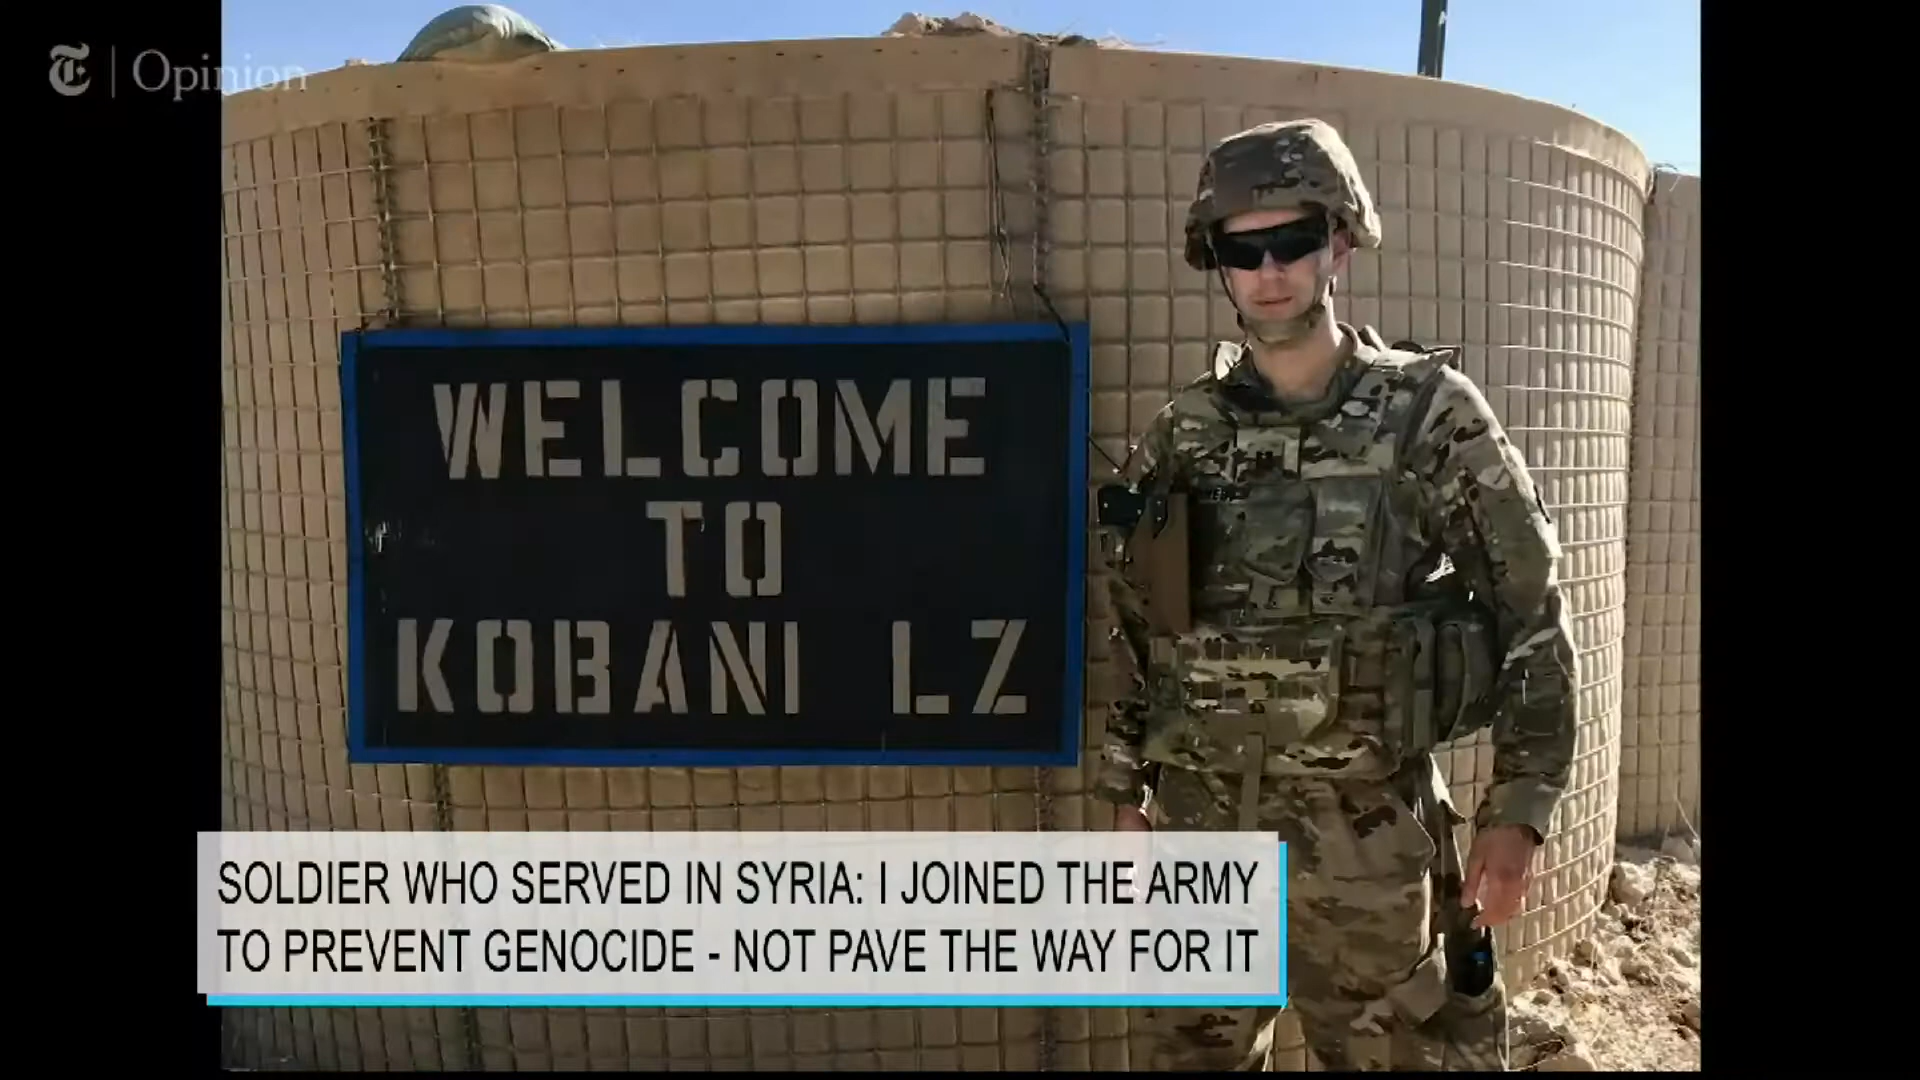 T | Opinion
WELCOME
TO
KOBANI LZ
SOLDIER WHO SERVED IN SYRIA: I JOINED THE ARMY
TO PREVENT GENOCIDE - NOT PAVE THE WAY FOR IT